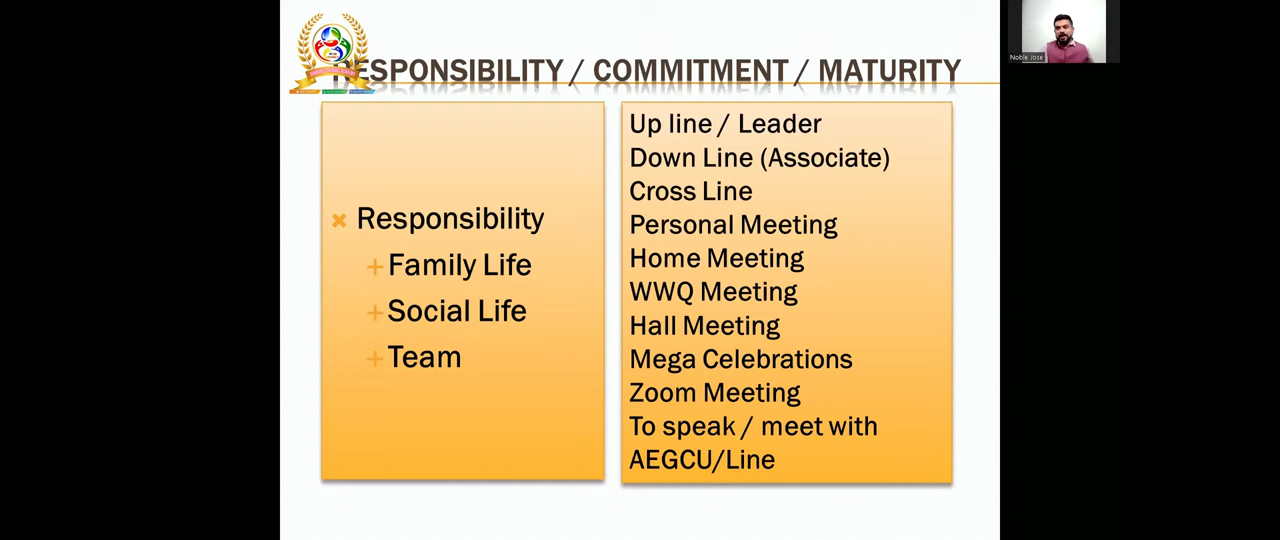 RESPONSIBILITY / COMMITMENT / MATURITY
Noble Jose
Responsibility
Family Life
Social Life
Team
Up line / Leader
Down Line (Associate)
Cross Line
Personal Meeting
Home Meeting
WWQ Meeting
Hall Meeting
Mega Celebrations
Zoom Meeting
To speak / meet with
AEGCU/Line